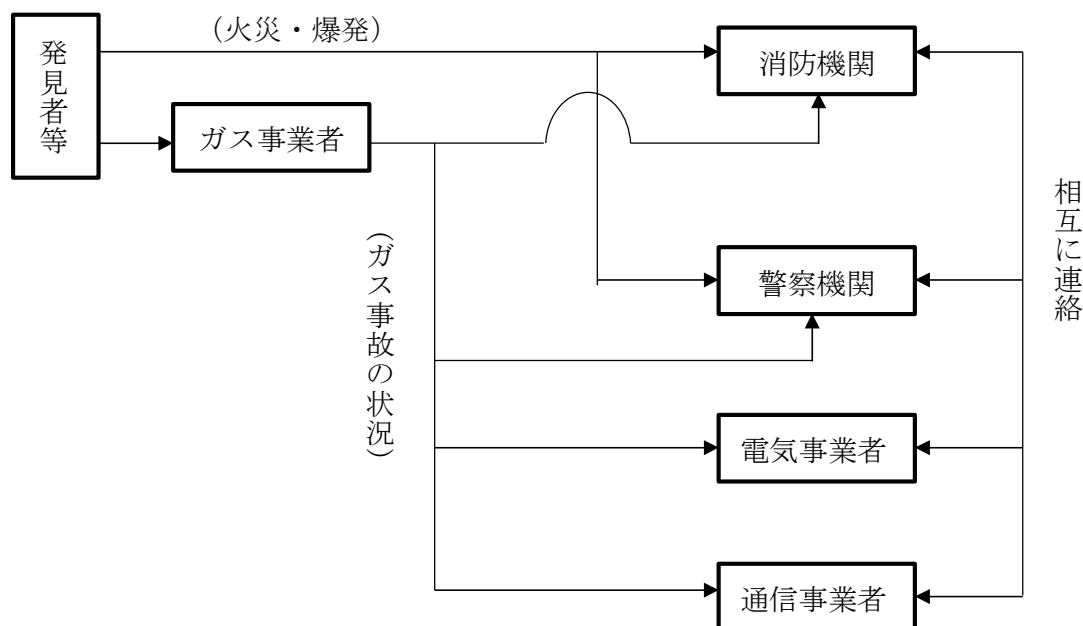 発見者等
(火災・爆発)
消防機関
ガス事業者
(ガス事故の状況)
警察機関
相互に連絡
電気事業者
通信事業者